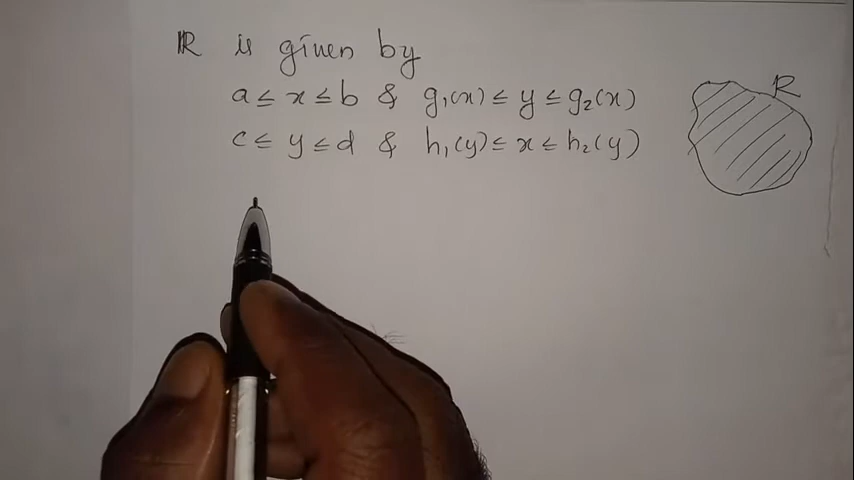 ℝ is given by
a ≤ x ≤ b & g₁(x) ≤ y ≤ g₂(x)
c ≤ y ≤ d & h₁(y) ≤ x ≤ h₂(y)
R